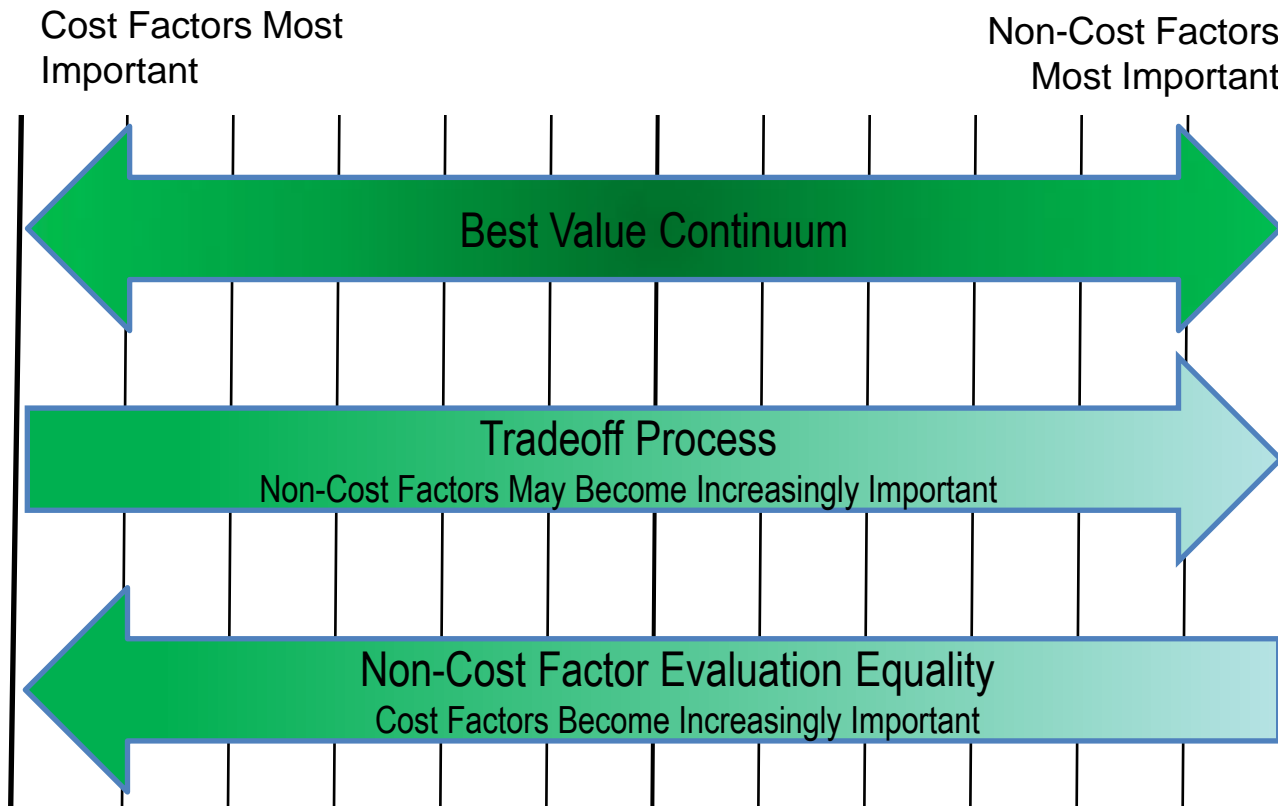 Cost Factors Most
Important
Non-Cost Factors
Most Important
Best Value Continuum
Tradeoff Process
Non-Cost Factors May Become Increasingly Important
Non-Cost Factor Evaluation Equality
Cost Factors Become Increasingly Important